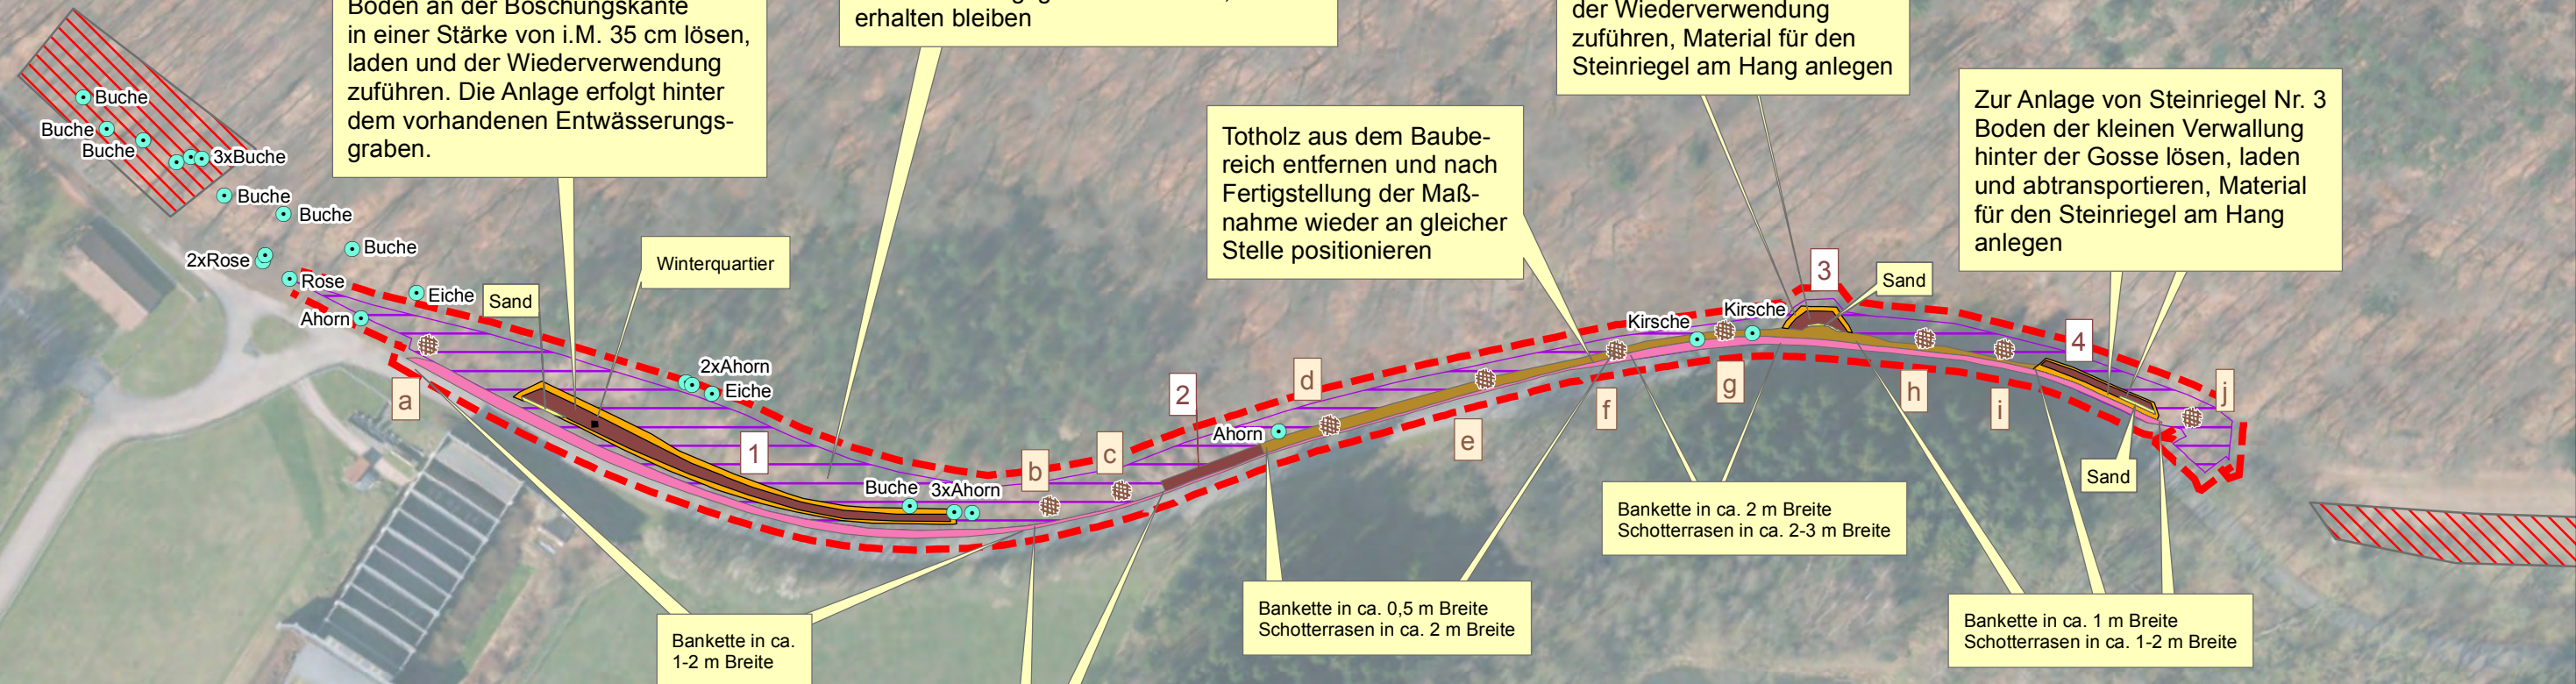 Boden an der Böschungskante
in einer Stärke von i.M. 35 cm lösen,
laden und der Wiederverwendung
zuführen. Die Anlage erfolgt hinter
dem vorhandenen Entwässerungs-
graben.
erhalten bleiben
der Wiederverwendung
zuführen, Material für den
Steinriegel am Hang anlegen
Zur Anlage von Steinriegel Nr. 3
Boden der kleinen Verwallung
hinter der Gosse lösen, laden
und abtransportieren, Material
für den Steinriegel am Hang
anlegen
Totholz aus dem Baube-
reich entfernen und nach
Fertigstellung der Maß-
nahme wieder an gleicher
Stelle positionieren
Buche
Buche
Buche
3xBuche
Buche
Buche
Buche
2xRose
Rose
Eiche
Ahorn
Sand
Winterquartier
2xAhorn
Eiche
Buche
3xAhorn
Ahorn
Kirsche
Kirsche
Sand
Sand
1
2
3
4
a
b
c
d
e
f
g
h
i
j
Bankette in ca.
1-2 m Breite
Bankette in ca. 0,5 m Breite
Schotterrasen in ca. 2 m Breite
Bankette in ca. 2 m Breite
Schotterrasen in ca. 2-3 m Breite
Bankette in ca. 1 m Breite
Schotterrasen in ca. 1-2 m Breite